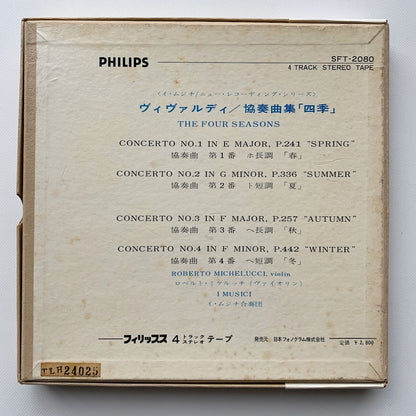 PHILIPS
SFT-2080
4 TRACK STEREO TAPE
〈イ・ムジチ/ニュー・レコーディング・シリーズ〉
ヴィヴァルディ/協奏曲集「四季」
THE FOUR SEASONS
CONCERTO NO.1 IN E MAJOR, P.241 "SPRING"
協奏曲 第1番 ホ長調 「春」
CONCERTO NO.2 IN G MINOR, P.336 "SUMMER"
協奏曲 第2番 ト短調 「夏」
CONCERTO NO.3 IN F MAJOR, P.257 "AUTUMN"
協奏曲 第3番 ヘ長調 「秋」
CONCERTO NO.4 IN F MINOR, P.442 "WINTER"
協奏曲 第4番 ヘ短調 「冬」
ROBERTO MICHELUCCI, violin
ロベルト・ミケルッチ(ヴァイオリン)
I MUSICI
イ・ムジチ合奏団
フィリップス 4 トラック ステレオ テープ
発売元 日本フォノグラム株式会社
定価 ¥2,800
TLH24025